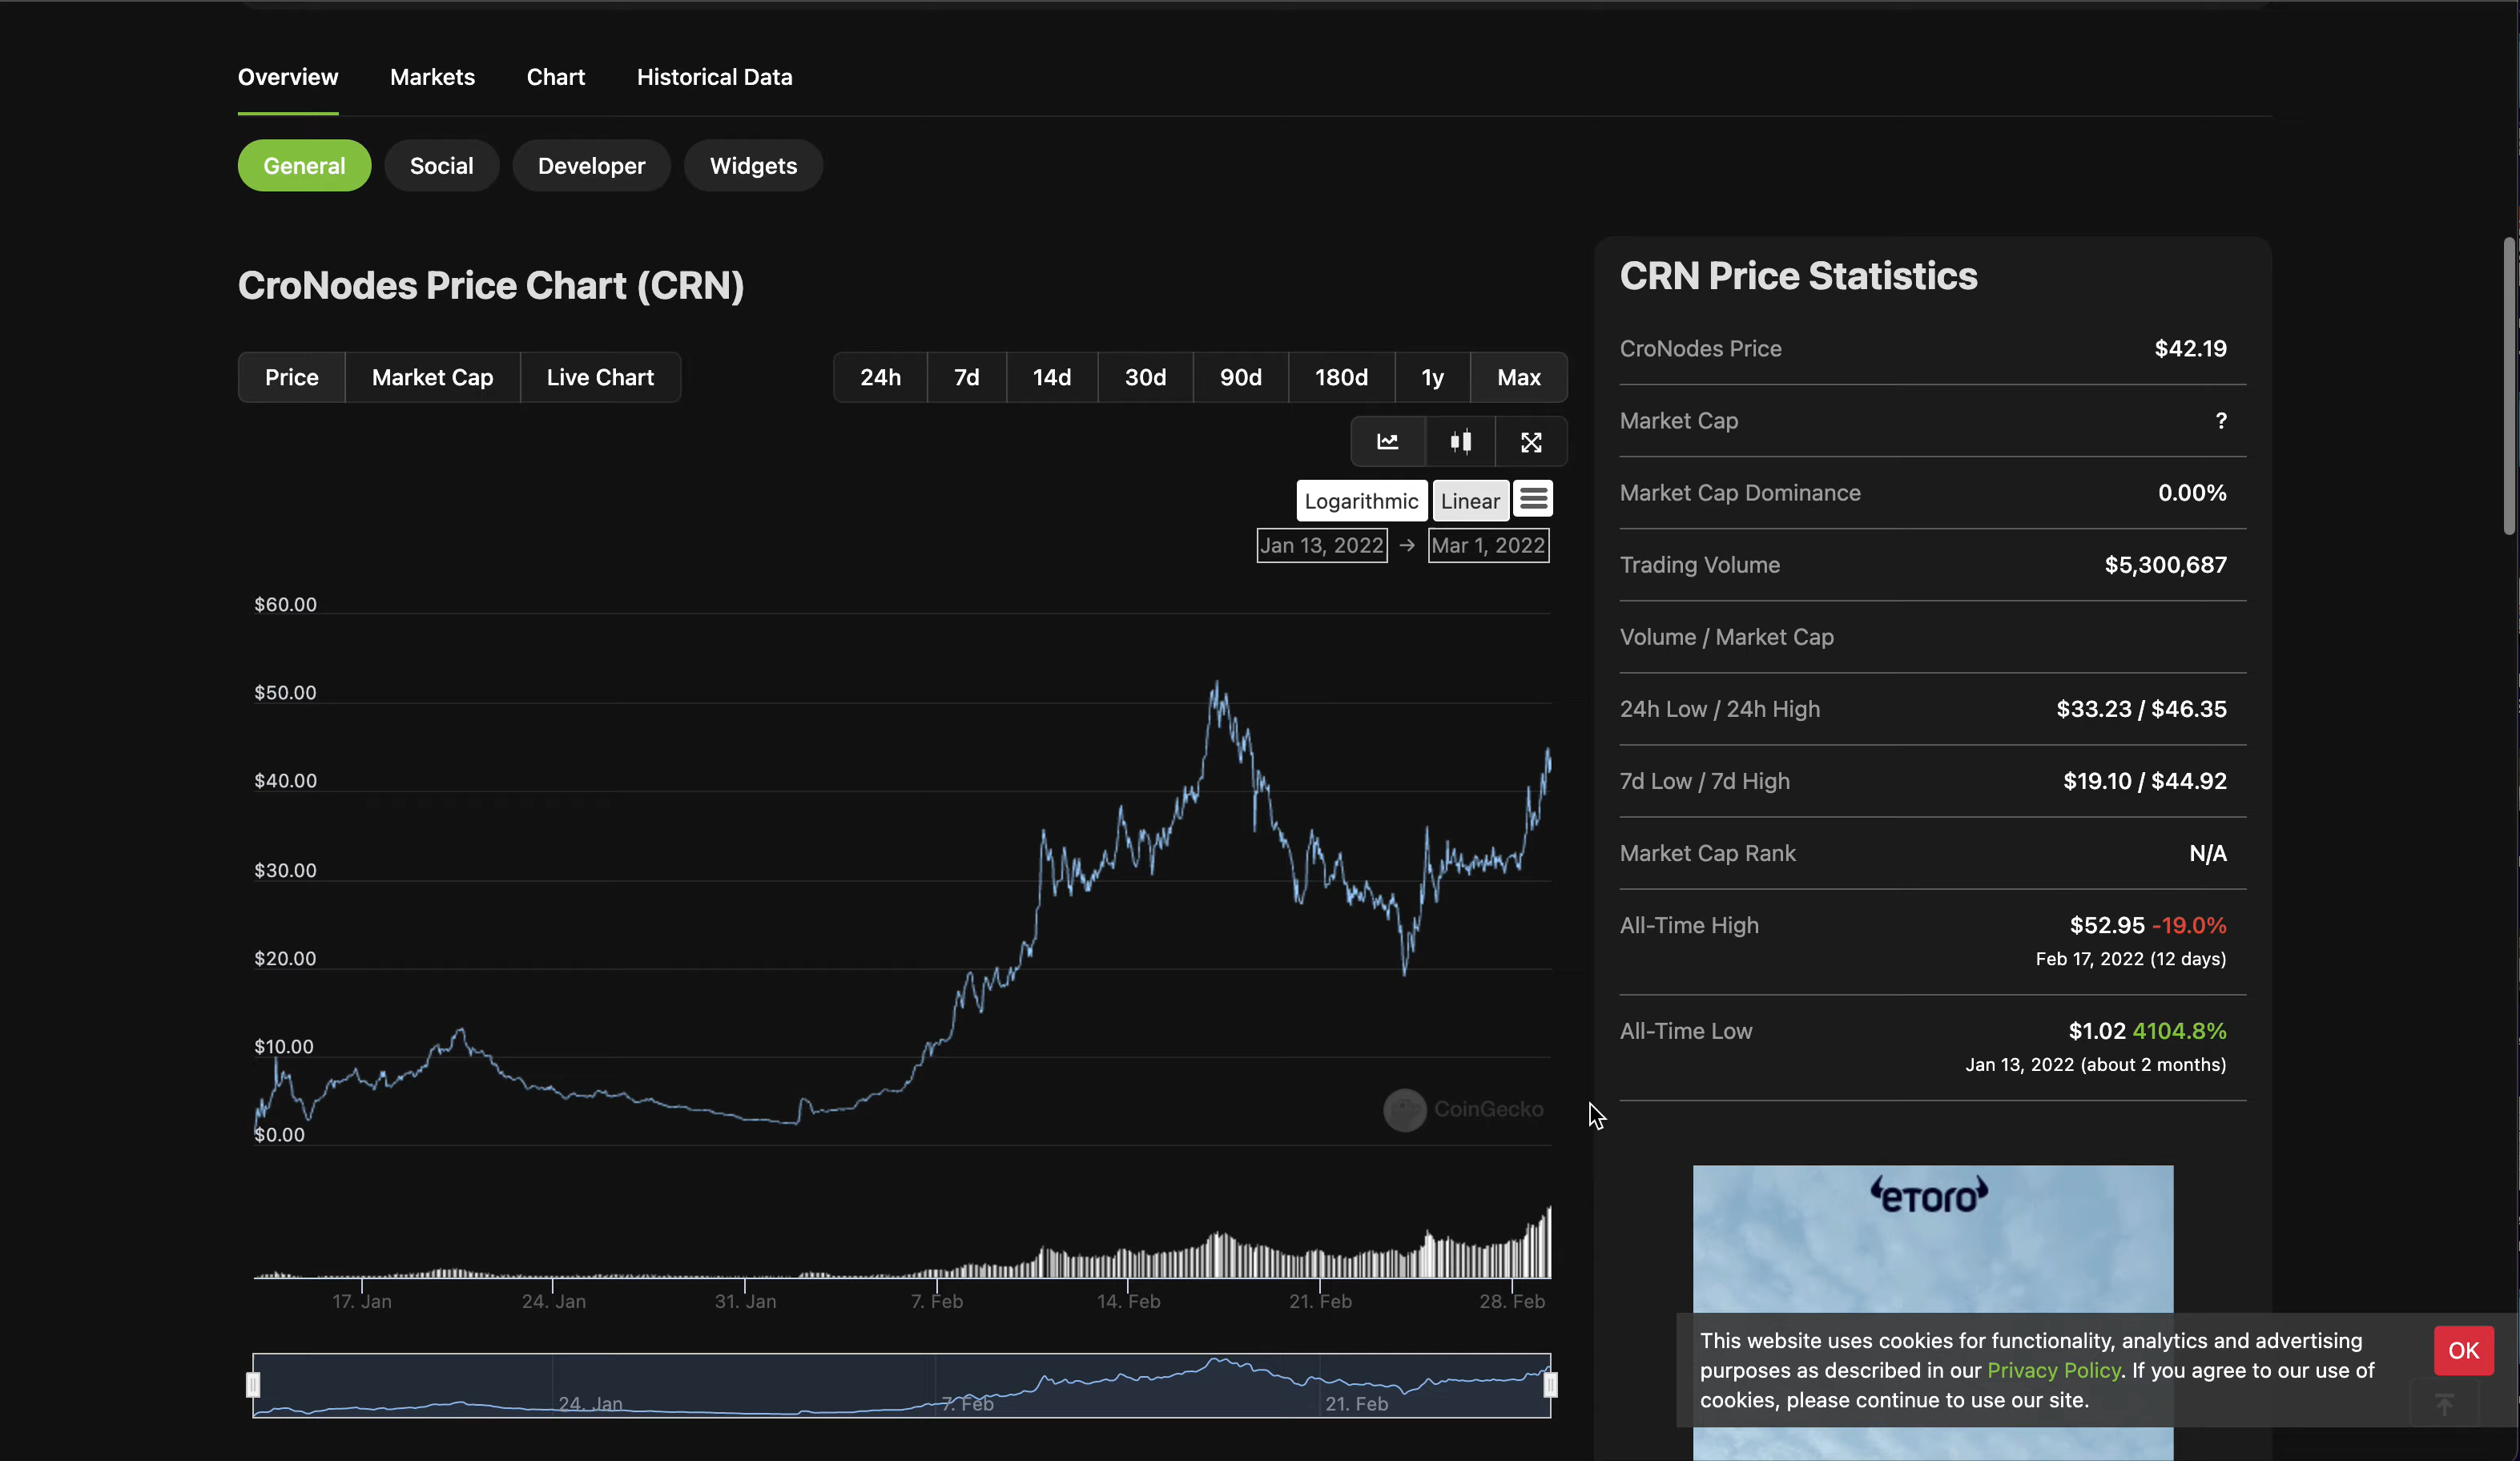 Overview Markets Chart Historical Data
General Social Developer Widgets
CroNodes Price Chart (CRN)
Price Market Cap Live Chart
24h 7d 14d 30d 90d 180d 1y Max
Logarithmic Linear
Jan 13, 2022 → Mar 1, 2022
$60.00
$50.00
$40.00
$30.00
$20.00
$10.00
$0.00
CoinGecko
17. Jan 24. Jan 31. Jan 7. Feb 14. Feb 21. Feb 28. Feb
24. Jan 7. Feb 21. Feb
CRN Price Statistics
CroNodes Price $42.19
Market Cap ?
Market Cap Dominance 0.00%
Trading Volume $5,300,687
Volume / Market Cap
24h Low / 24h High $33.23 / $46.35
7d Low / 7d High $19.10 / $44.92
Market Cap Rank N/A
All-Time High $52.95 -19.0%
Feb 17, 2022 (12 days)
All-Time Low $1.02 4104.8%
Jan 13, 2022 (about 2 months)
eToro
This website uses cookies for functionality, analytics and advertising
purposes as described in our Privacy Policy. If you agree to our use of
cookies, please continue to use our site.
OK